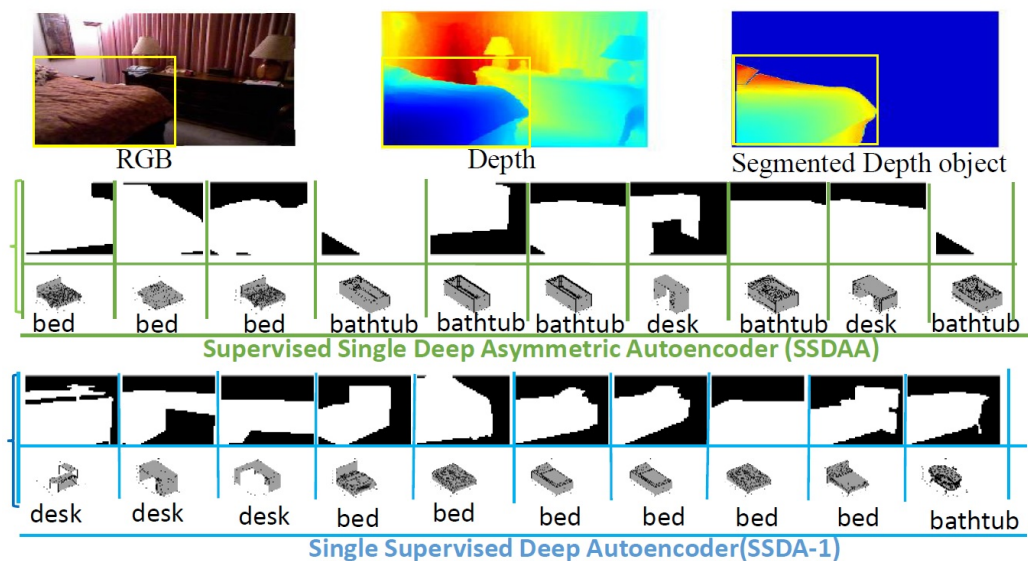 RGB
Depth
Segmented Depth object
bed bed bed bathtub bathtub bathtub desk bathtub desk bathtub
Supervised Single Deep Asymmetric Autoencoder (SSDAA)
desk desk desk bed bed bed bed bed bed bathtub
Single Supervised Deep Autoencoder(SSDA-1)